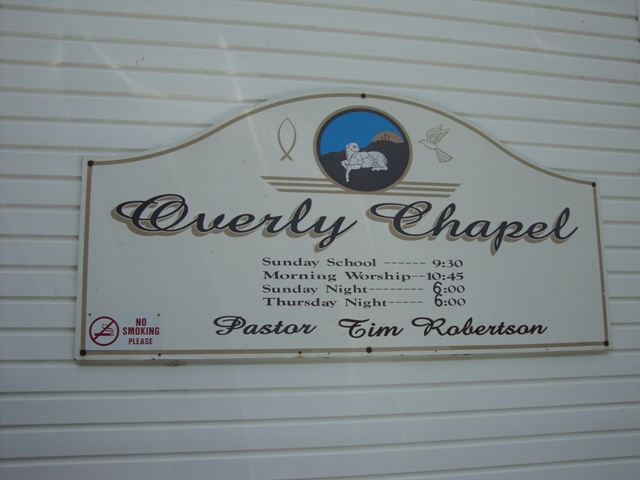 Overly Chapel
Sunday School ------ 9:30
Morning Worship--10:45
Sunday Night----- 6:00
Thursday Night----- 6:00
Pastor Tim Robertson
NO
SMOKING
PLEASE